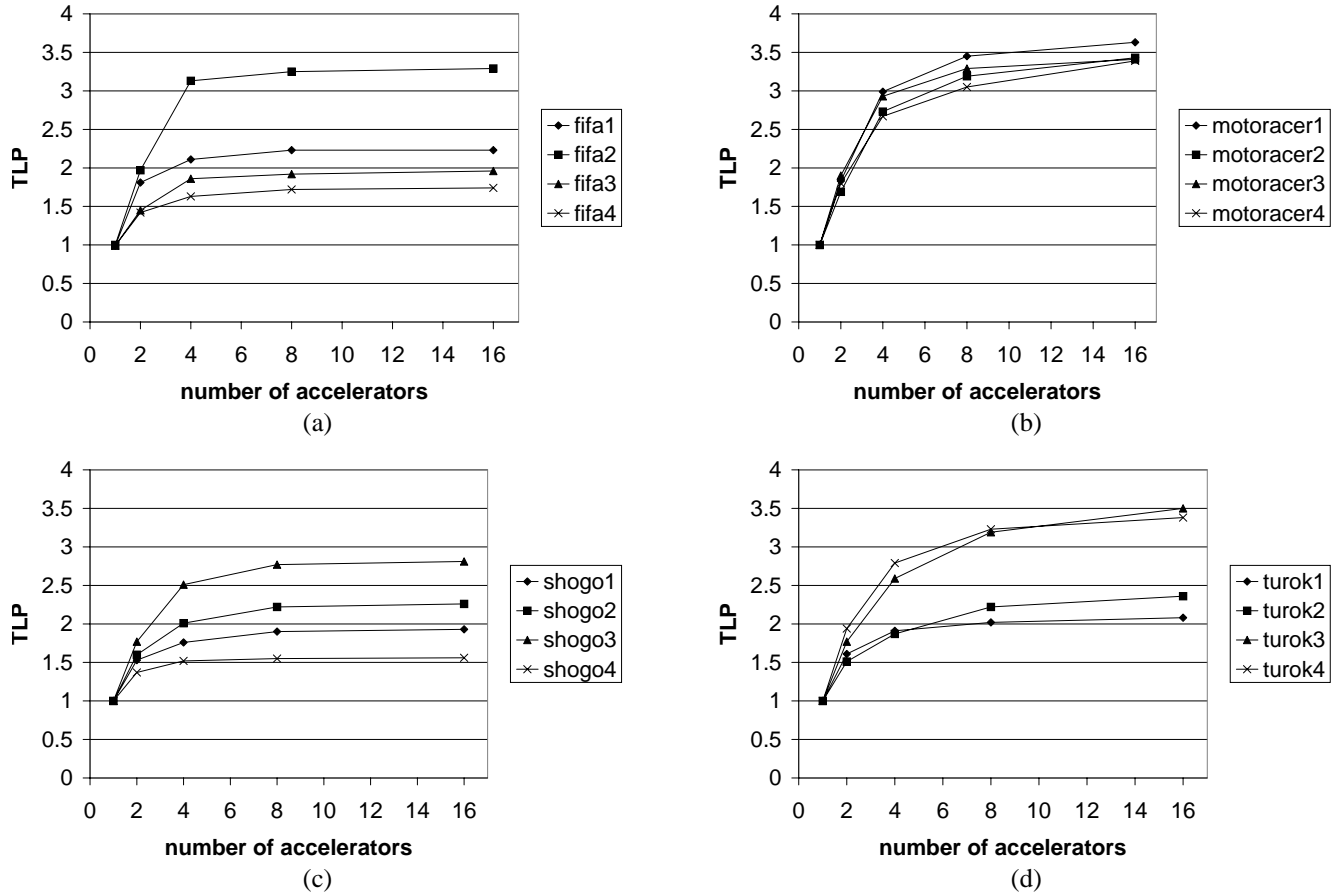 4
3.5
3
2.5
2
1.5
1
0.5
0
TLP
0 2 4 6 8 10 12 14 16
number of accelerators
fifa1
fifa2
fifa3
fifa4
(a)
4
3.5
3
2.5
2
1.5
1
0.5
0
TLP
0 2 4 6 8 10 12 14 16
number of accelerators
motoracer1
motoracer2
motoracer3
motoracer4
(b)
4
3.5
3
2.5
2
1.5
1
0.5
0
TLP
0 2 4 6 8 10 12 14 16
number of accelerators
shogo1
shogo2
shogo3
shogo4
(c)
4
3.5
3
2.5
2
1.5
1
0.5
0
TLP
0 2 4 6 8 10 12 14 16
number of accelerators
turok1
turok2
turok3
turok4
(d)